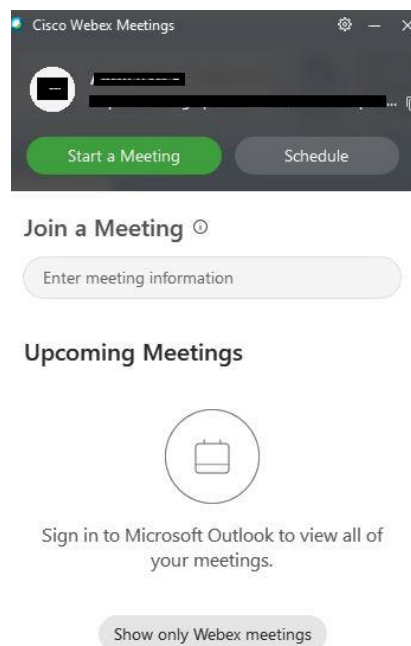 Cisco Webex Meetings
Start a Meeting
Schedule
Join a Meeting
Enter meeting information
Upcoming Meetings
Sign in to Microsoft Outlook to view all of
your meetings.
Show only Webex meetings